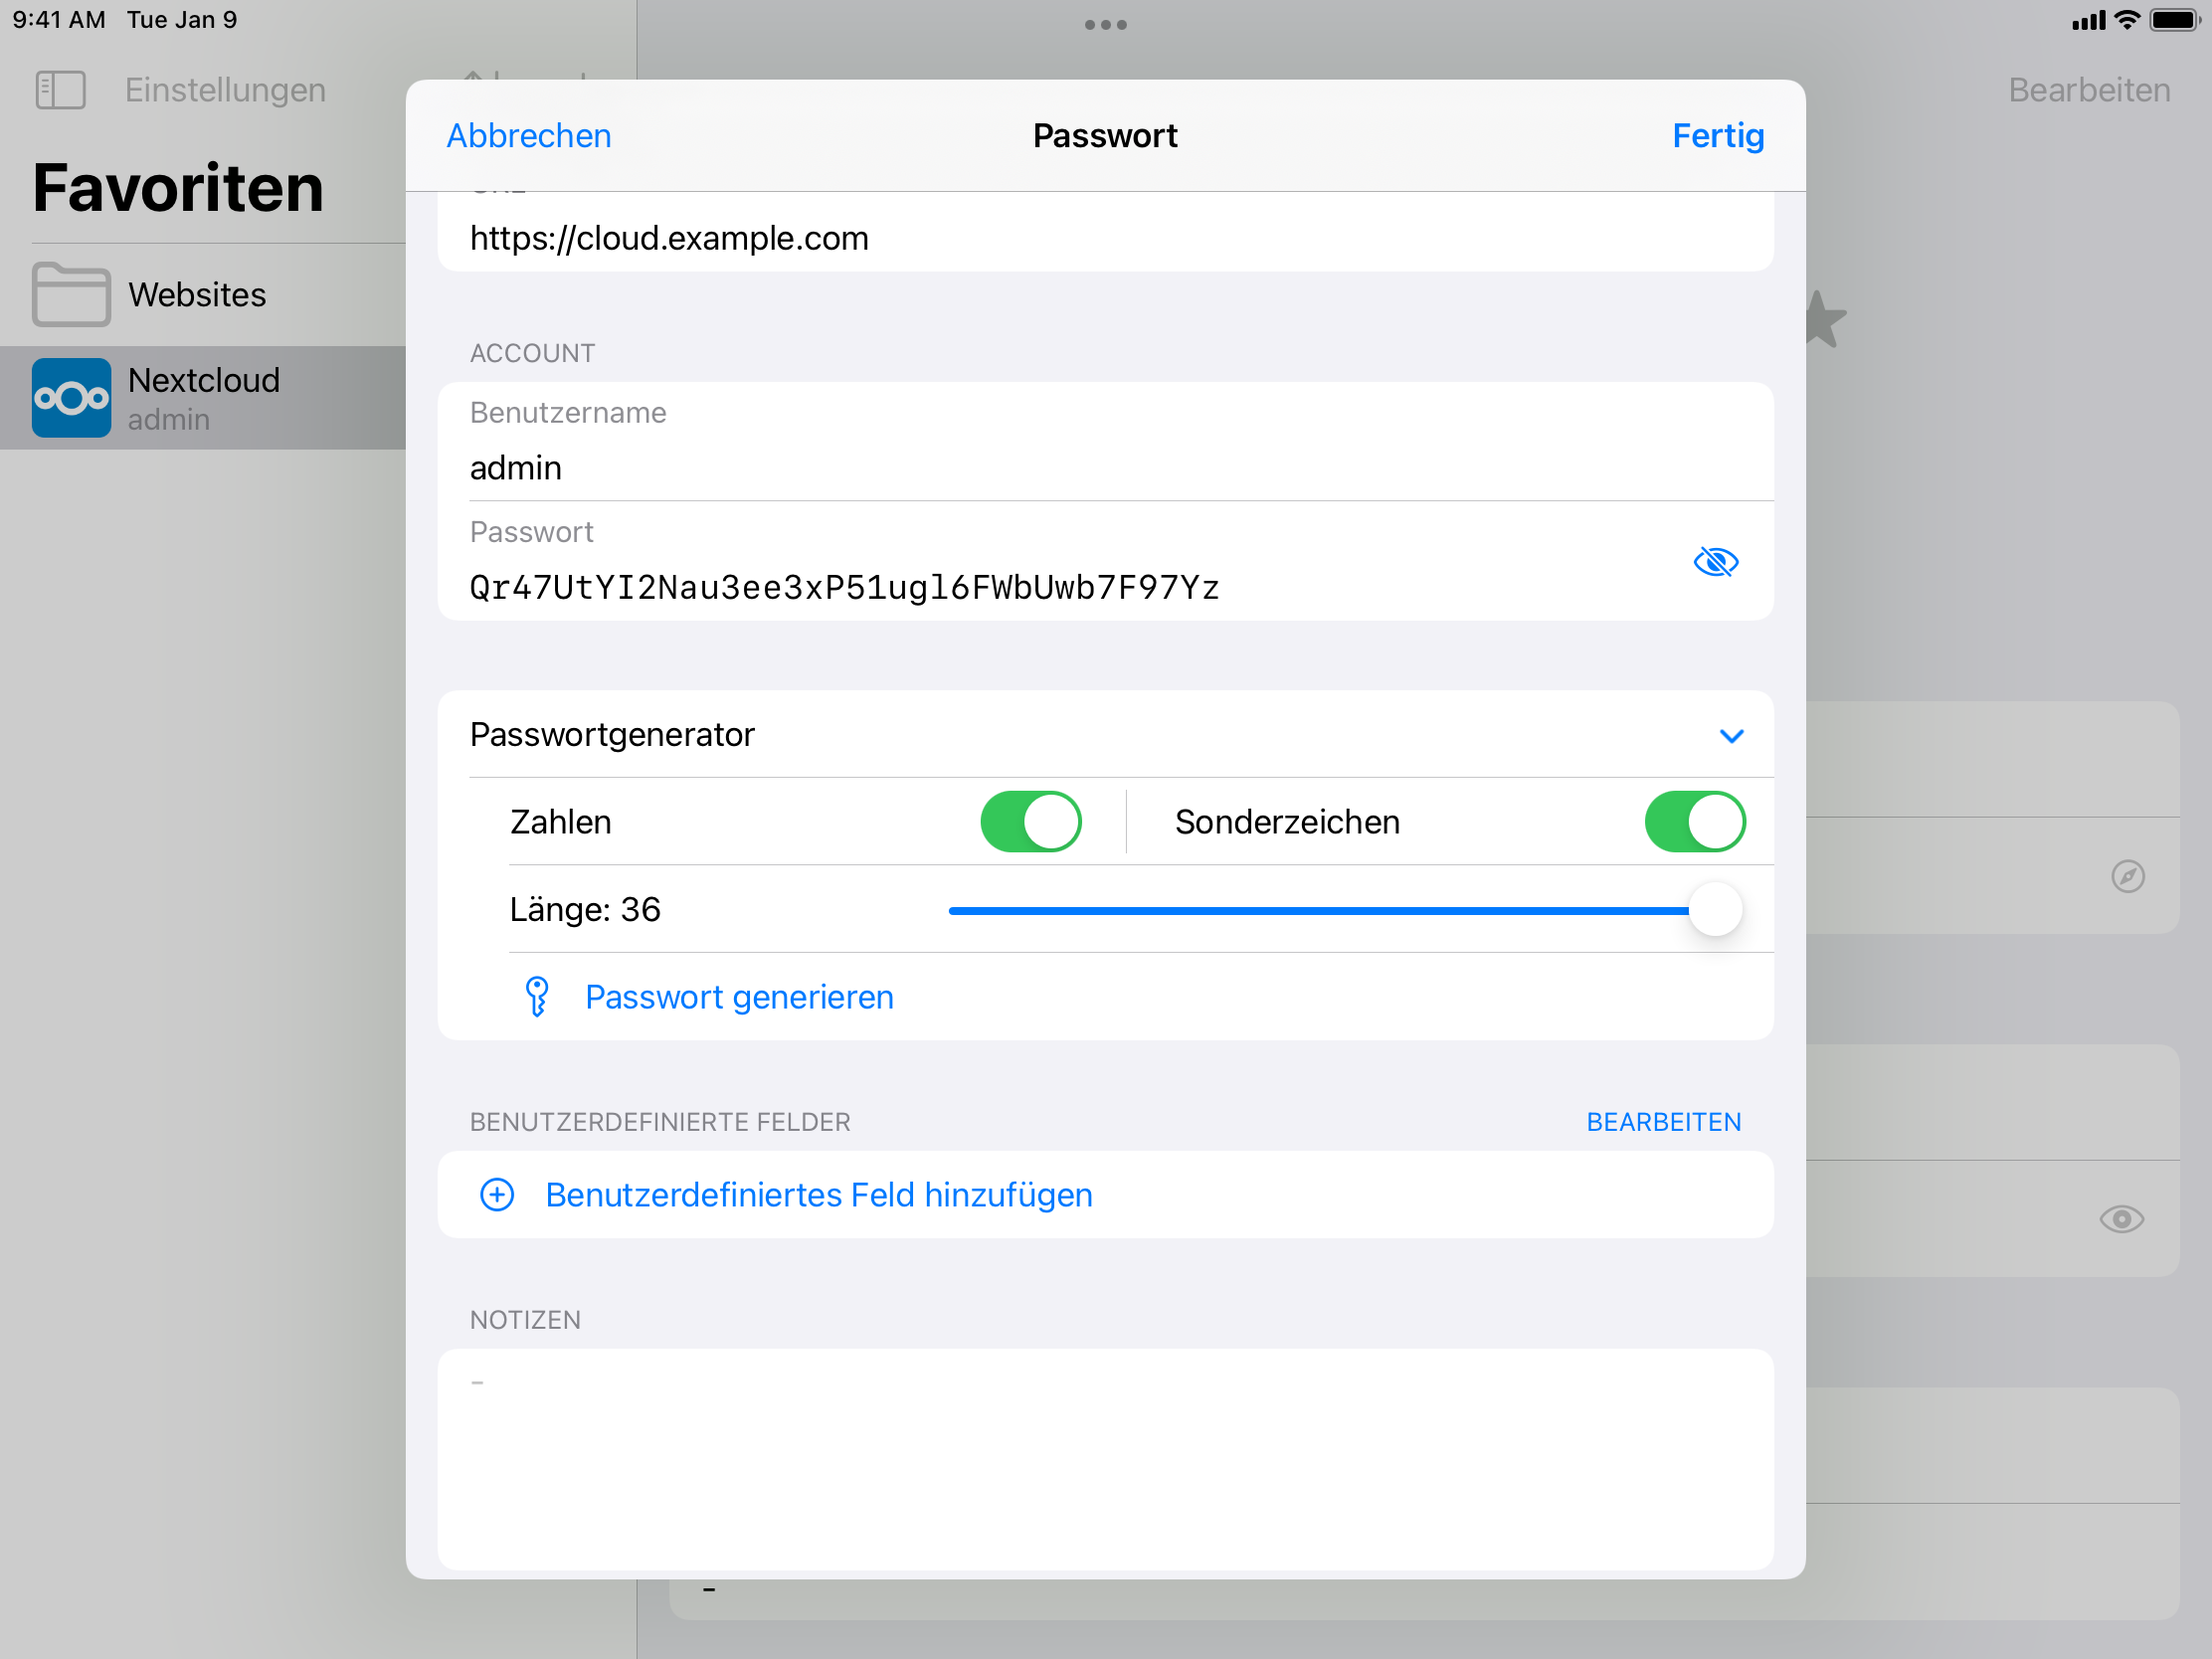 9:41 AM Tue Jan 9
Einstellungen
Bearbeiten
Favoriten
Websites
Nextcloud
admin
Abbrechen
Passwort
Fertig
https://cloud.example.com
ACCOUNT
Benutzername
admin
Passwort
Qr47UtYI2Nau3ee3xP51ugl6FWbUwb7F97Yz
Passwortgenerator
Zahlen
Sonderzeichen
Länge: 36
Passwort generieren
BENUTZERDEFINIERTE FELDER
BEARBEITEN
Benutzerdefiniertes Feld hinzufügen
NOTIZEN
-
-